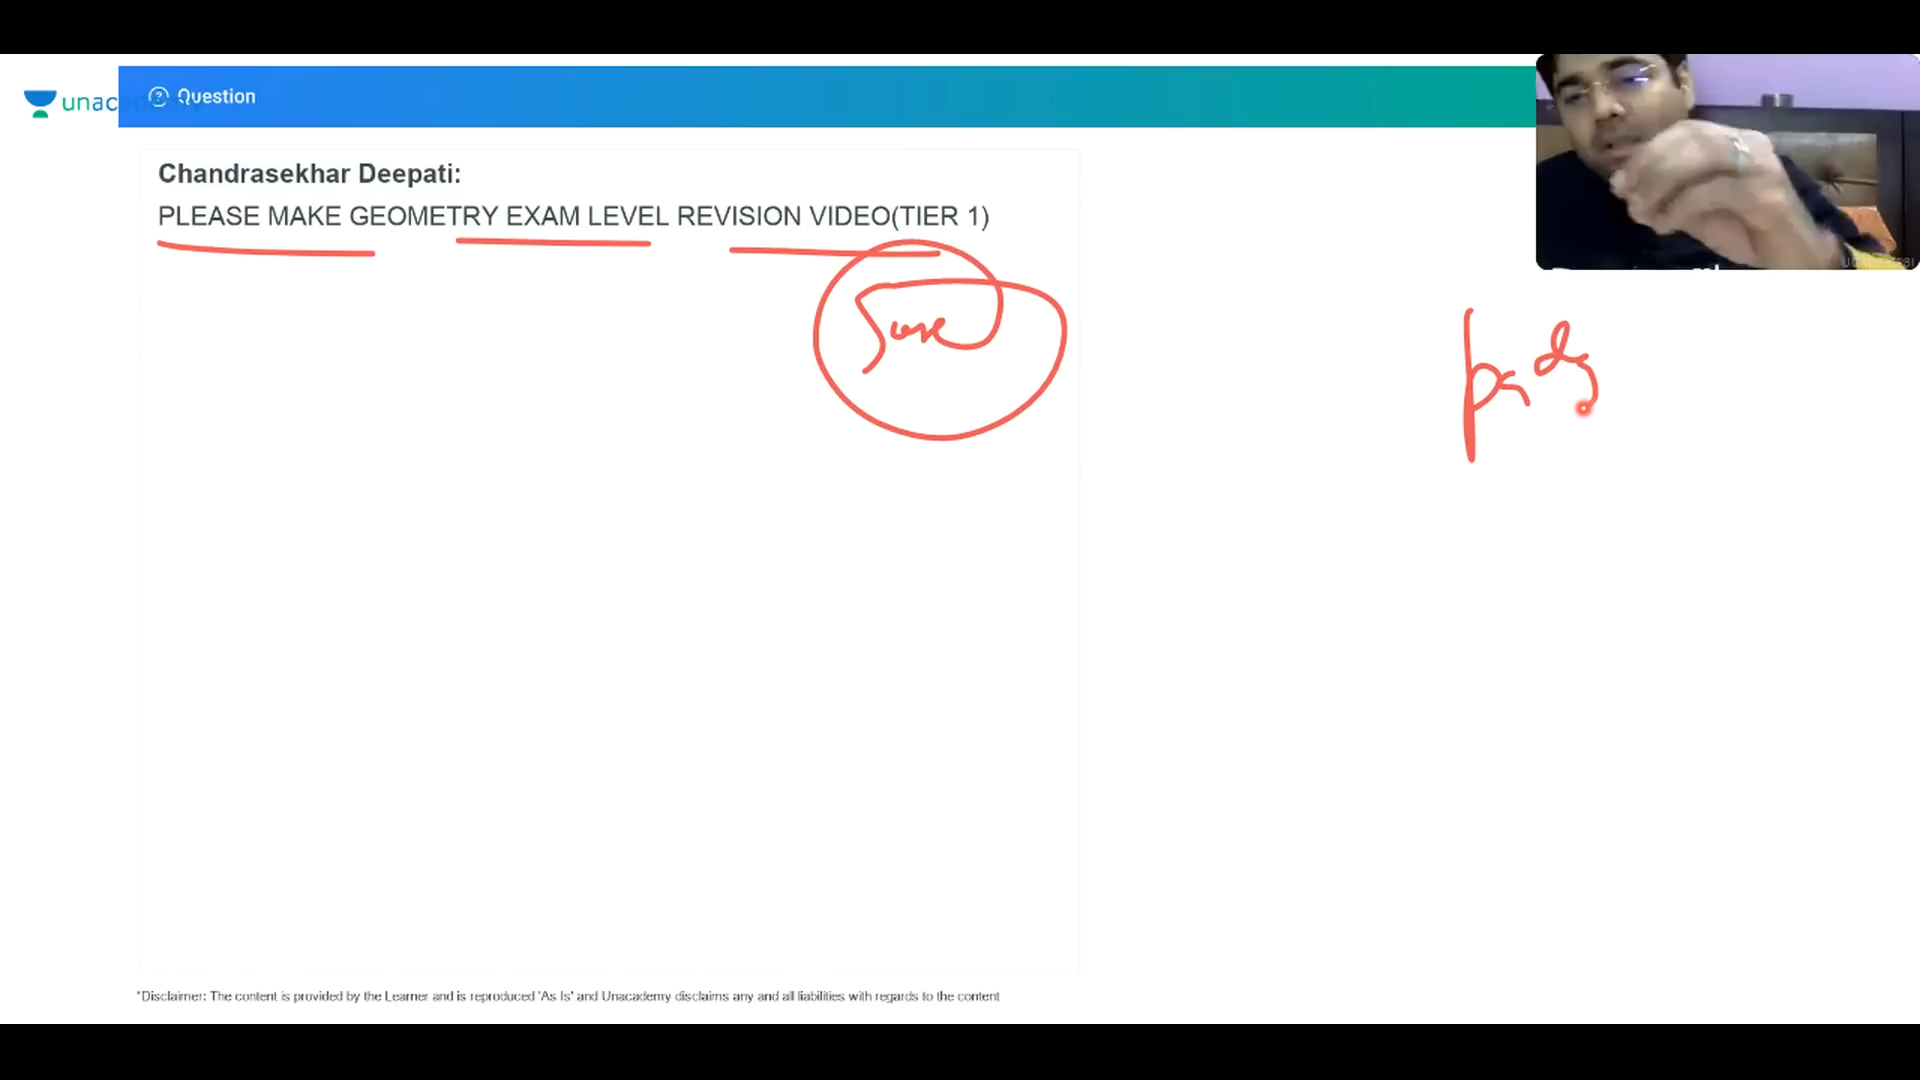 Question
Chandrasekhar Deepati:
PLEASE MAKE GEOMETRY EXAM LEVEL REVISION VIDEO(TIER 1)
Sure
*Disclaimer: The content is provided by the Learner and is reproduced 'As Is' and Unacademy disclaims any and all liabilities with regards to the content